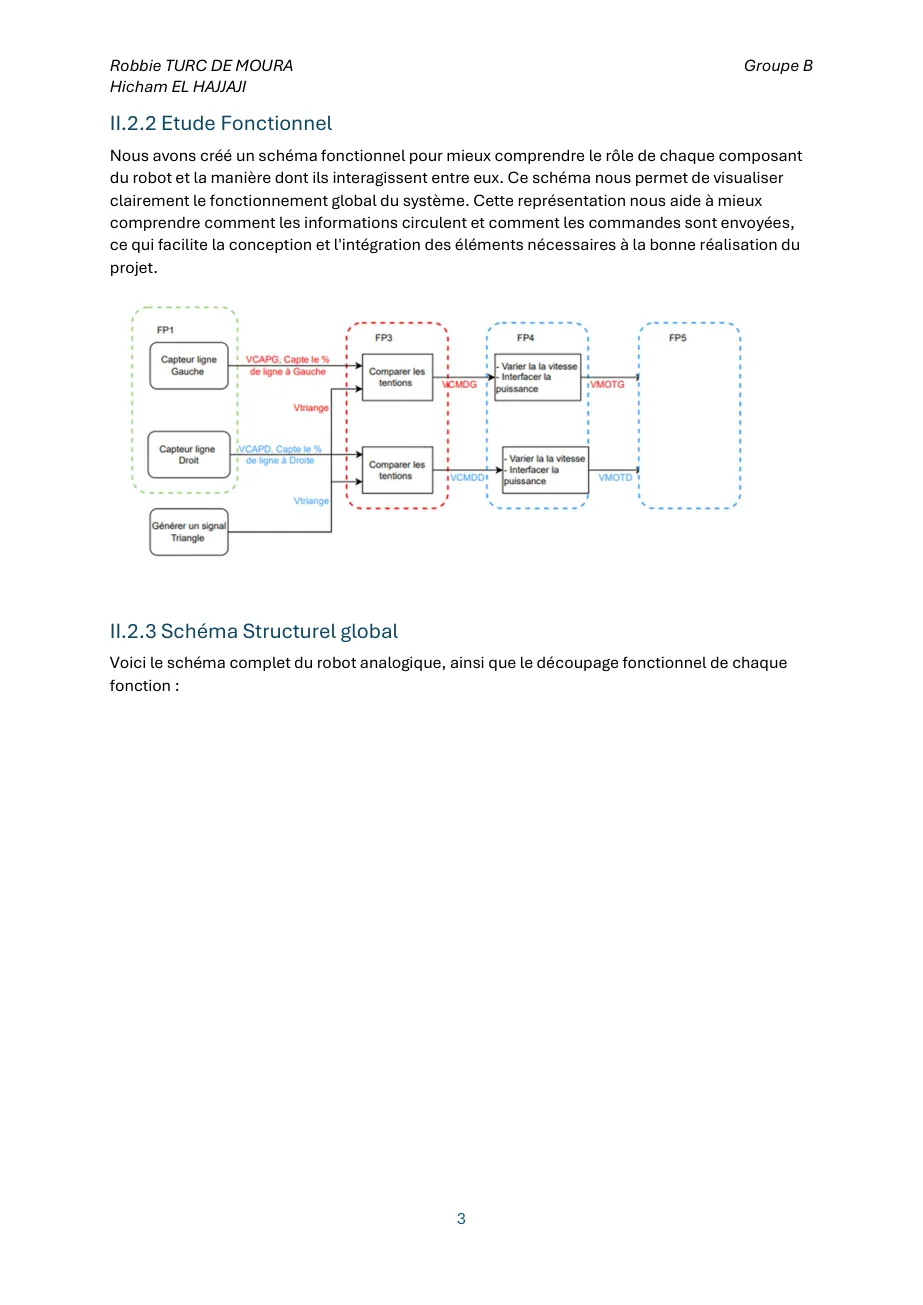 Robbie TURC DE MOURA
Groupe B
Hicham EL HAJJAJI
II.2.2 Etude Fonctionnel
Nous avons créé un schéma fonctionnel pour mieux comprendre le rôle de chaque composant
du robot et la manière dont ils interagissent entre eux. Ce schéma nous permet de visualiser
clairement le fonctionnement global du système. Cette représentation nous aide à mieux
comprendre comment les informations circulent et comment les commandes sont envoyées,
ce qui facilite la conception et l'intégration des éléments nécessaires à la bonne réalisation du
projet.
FP1
Capteur ligne
Gauche
VCAPG, Capte le %
de ligne à Gauche
Vtriange
Capteur ligne
Droit
VCAPD, Capte le %
de ligne à Droite
Vtriange
Générer un signal
Triangle
FP3
Comparer les
tentions
VCMDG
Comparer les
tentions
VCMDD
FP4
- Varier la la vitesse
- Interfacer la
puissance
VMOTG
- Varier la la vitesse
- Interfacer la
puissance
VMOTD
FP5
II.2.3 Schéma Structurel global
Voici le schéma complet du robot analogique, ainsi que le découpage fonctionnel de chaque
fonction :
3